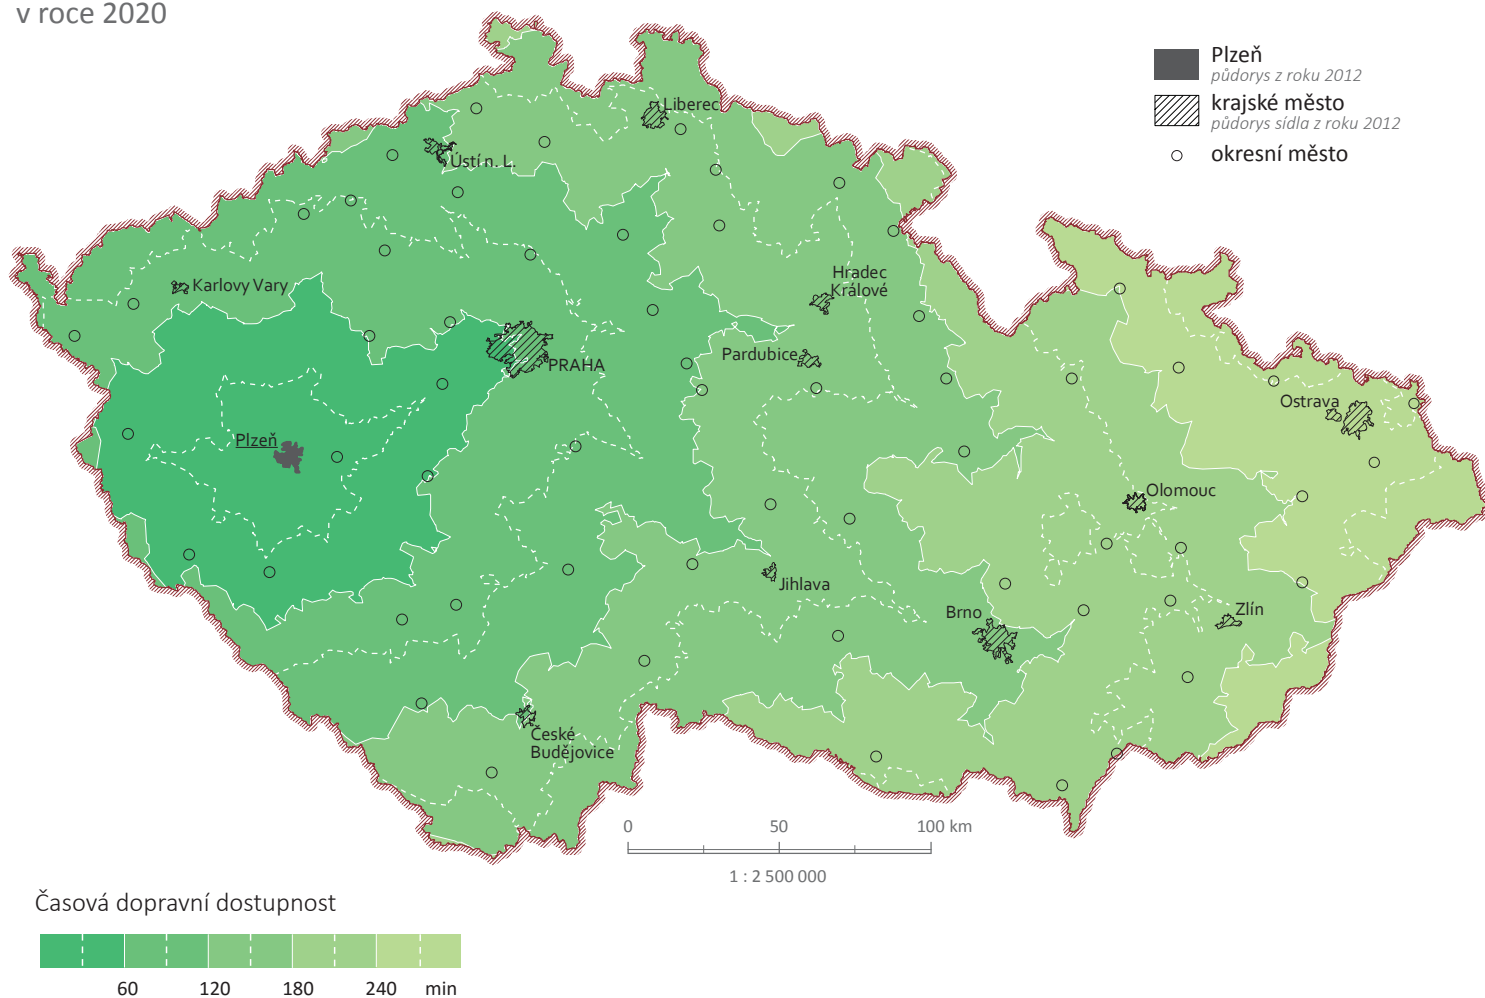 v roce 2020
Plzeň
půdorys z roku 2012
krajské město
půdorys sídla z roku 2012
okresní město
Liberec
Ústí n. L.
Karlovy Vary
Hradec
Králové
PRAHA
Pardubice
Ostrava
Plzeň
Olomouc
Jihlava
Brno
Zlín
České
Budějovice
0 50 100 km
1 : 2 500 000
Časová dopravní dostupnost
60 120 180 240 min